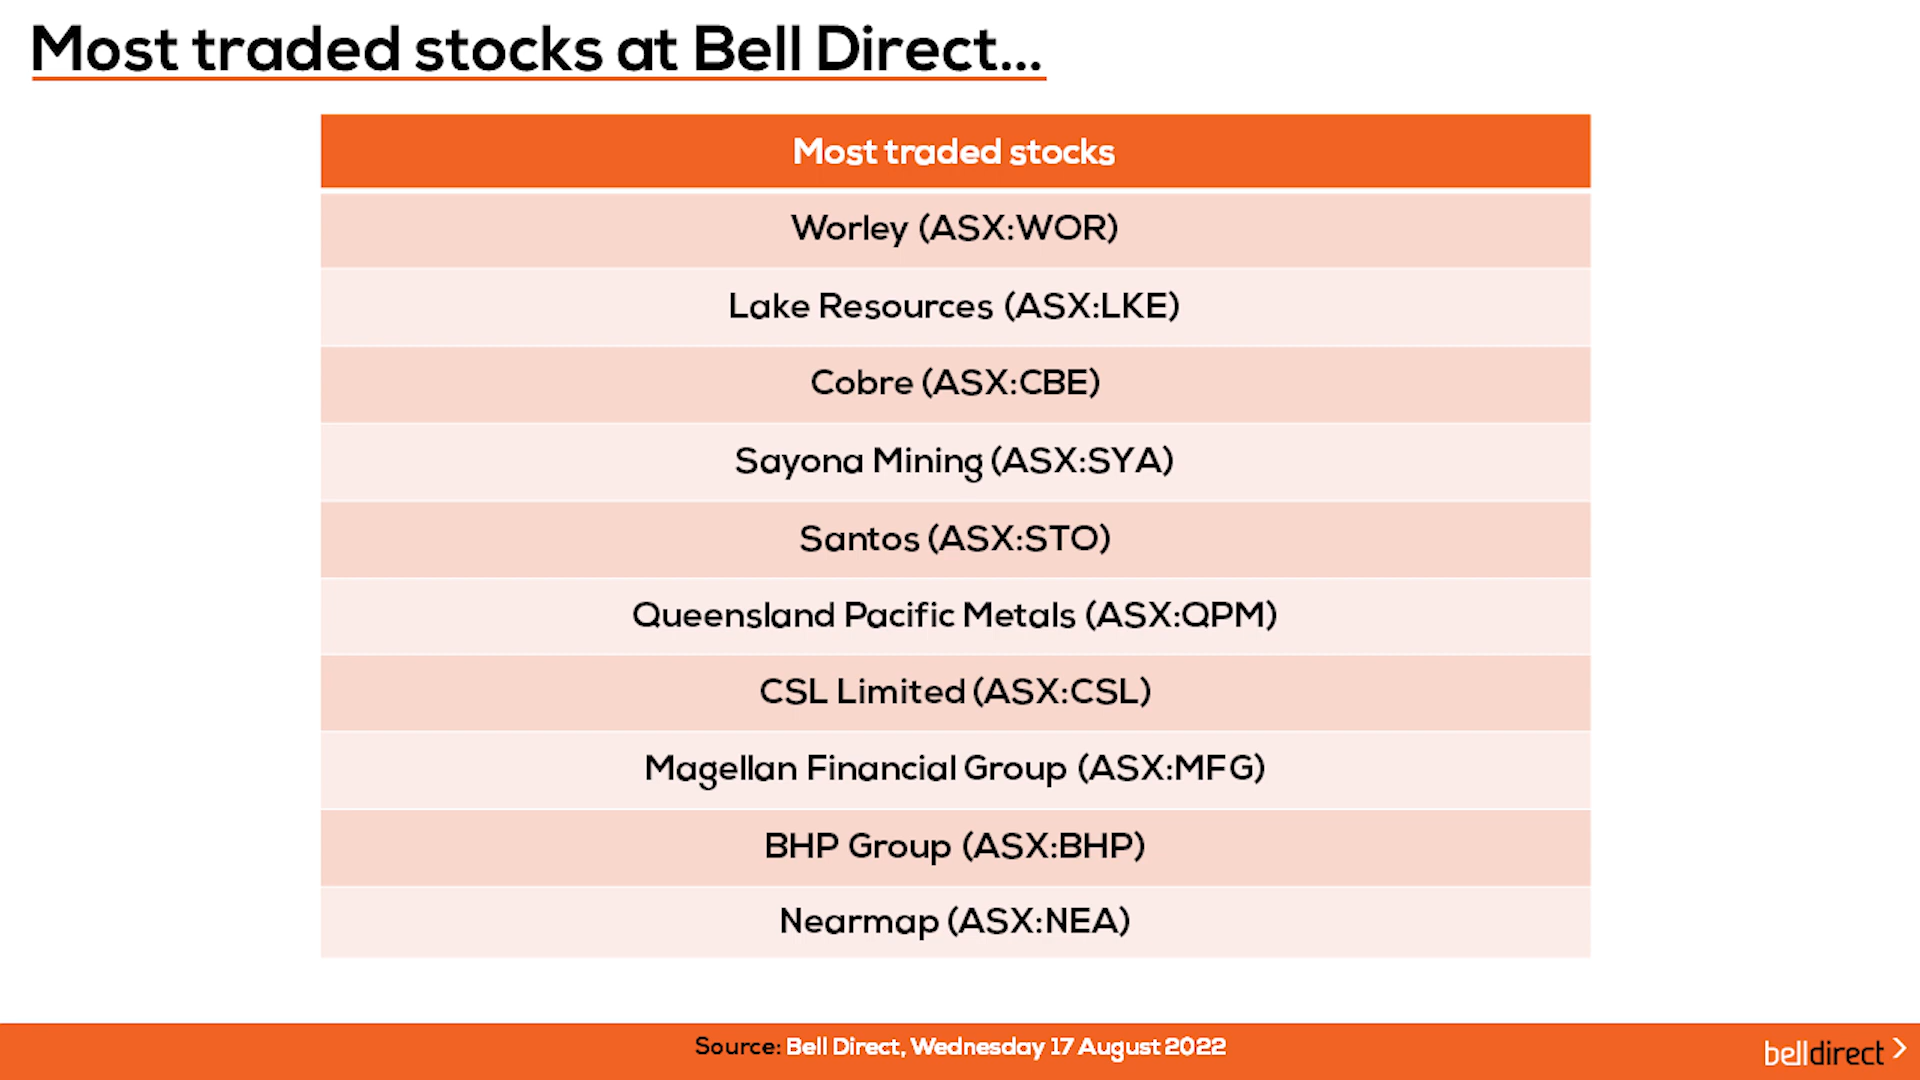 Most traded stocks at Bell Direct...
Most traded stocks
Worley (ASX:WOR)
Lake Resources (ASX:LKE)
Cobre (ASX:CBE)
Sayona Mining (ASX:SYA)
Santos (ASX:STO)
Queensland Pacific Metals (ASX:QPM)
CSL Limited (ASX:CSL)
Magellan Financial Group (ASX:MFG)
BHP Group (ASX:BHP)
Nearmap (ASX:NEA)
Source: Bell Direct, Wednesday 17 August 2022
belldirect